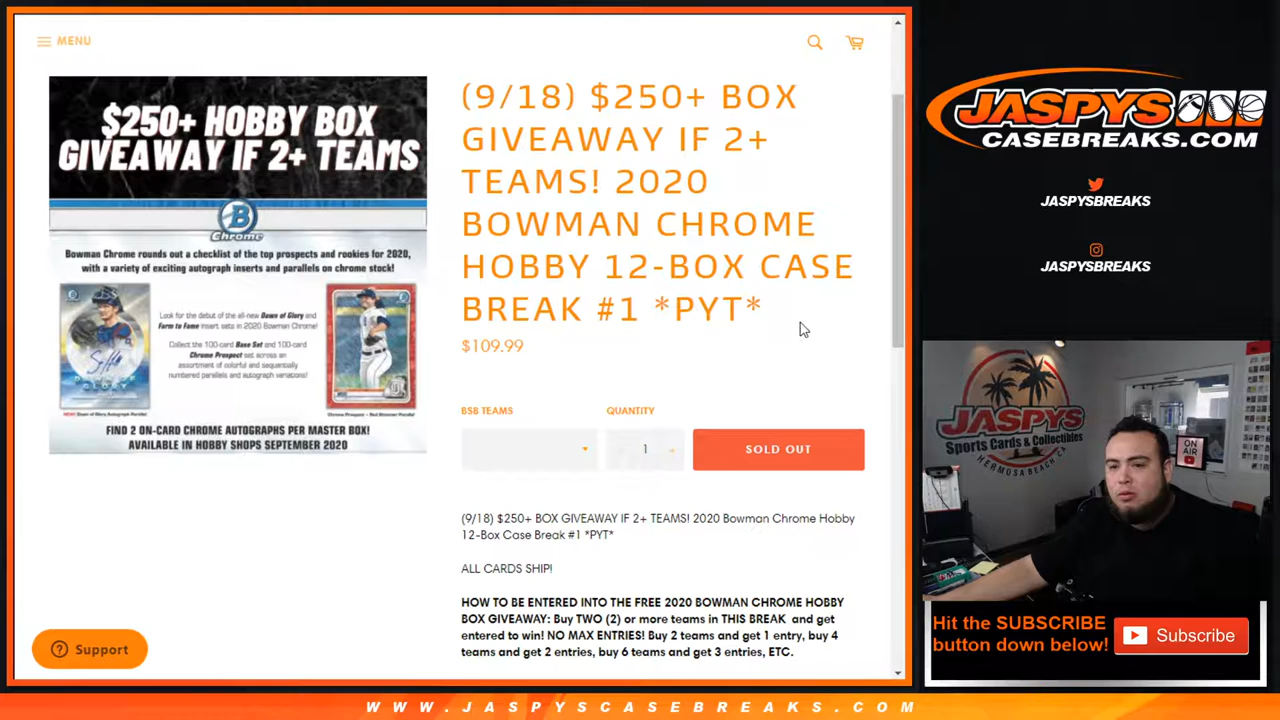 MENU
$250+ HOBBY BOX
GIVEAWAY IF 2+ TEAMS
B
Chrome
Bowman Chrome rounds out a checklist of the top prospects and rookies for 2020,
with a variety of exciting autograph inserts and parallels on chrome stock!
Look for the debut of the all-new Dawn of Glory and
Farm to Fame insert sets in 2020 Bowman Chrome!
Collect the 100-card Base Set and 100-card
Chrome Prospect set across an
assortment of colorful and sequentially
numbered parallels and autograph variations!
FIND 2 ON-CARD CHROME AUTOGRAPHS PER MASTER BOX!
AVAILABLE IN HOBBY SHOPS SEPTEMBER 2020
(9/18) $250+ BOX
GIVEAWAY IF 2+
TEAMS! 2020
BOWMAN CHROME
HOBBY 12-BOX CASE
BREAK #1 *PYT*
$109.99
BSB TEAMS
QUANTITY
1
SOLD OUT
(9/18) $250+ BOX GIVEAWAY IF 2+ TEAMS! 2020 Bowman Chrome Hobby
12-Box Case Break #1 *PYT*
ALL CARDS SHIP!
HOW TO BE ENTERED INTO THE FREE 2020 BOWMAN CHROME HOBBY
BOX GIVEAWAY: Buy TWO (2) or more teams in THIS BREAK and get
entered to win! NO MAX ENTRIES! Buy 2 teams and get 1 entry, buy 4
teams and get 2 entries, buy 6 teams and get 3 entries, ETC.
Support
JASPYS
CASEBREAKS.COM
JASPYSBREAKS
JASPYSBREAKS
JASPYS
Sports Cards & Collectibles
HERMOSA BEACH, CA
ON
AIR
Hit the SUBSCRIBE
button down below!
Subscribe
WWW.JASPYSCASEBREAKS.COM